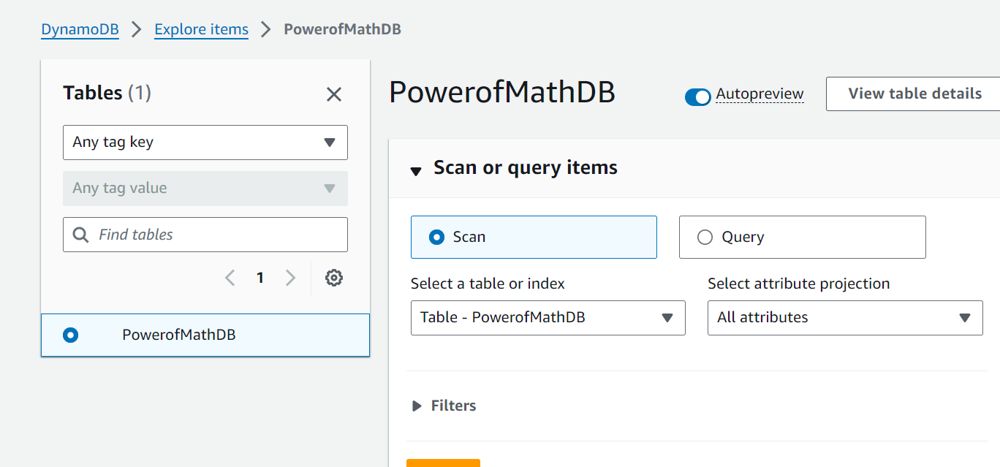 DynamoDB > Explore items > PowerofMathDB
Tables (1)
Any tag key
Any tag value
Find tables
1
PowerofMathDB
PowerofMathDB
Autopreview
View table details
Scan or query items
Scan
Query
Select a table or index
Select attribute projection
Table - PowerofMathDB
All attributes
Filters